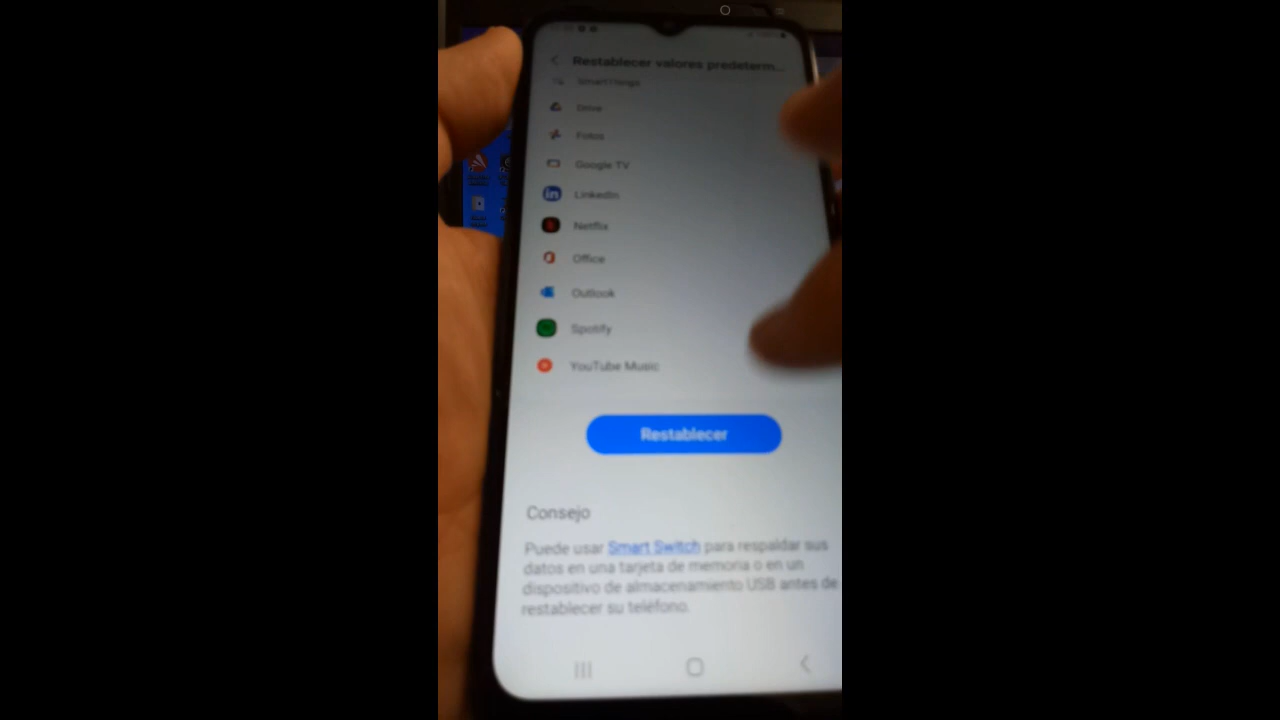 Restablecer valores predeterm...
SmartThings
Drive
Fotos
Google TV
LinkedIn
Netflix
Office
Outlook
Spotify
YouTube Music
Restablecer
Consejo
Puede usar Smart Switch para respaldar sus
datos en una tarjeta de memoria o en un
dispositivo de almacenamiento USB antes de
restablecer su teléfono.